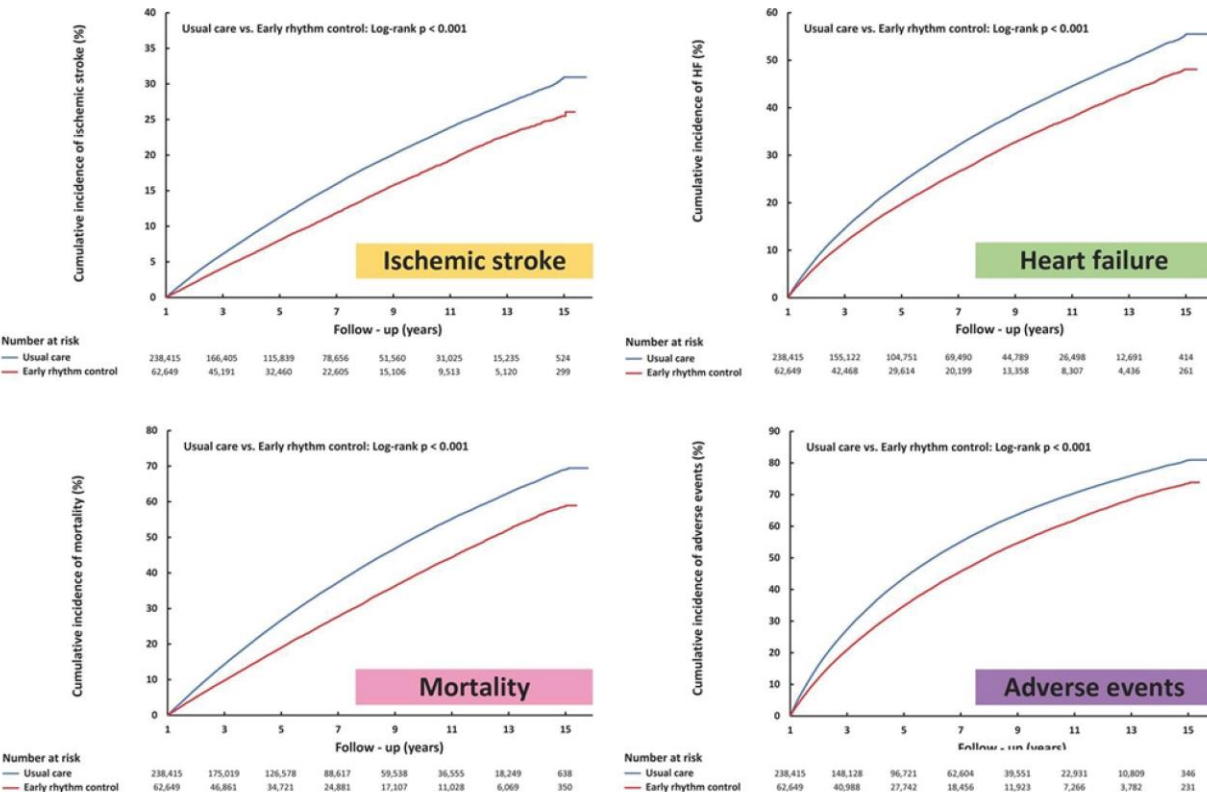 Cumulative incidence of ischemic stroke (%)
Usual care vs. Early rhythm control: Log-rank p < 0.001
40
35
30
25
20
15
10
5
0
Ischemic stroke
1 3 5 7 9 11 13 15
Follow - up (years)
Number at risk
Usual care 238,415 166,405 115,839 78,656 51,560 31,025 15,235 524
Early rhythm control 62,649 45,191 32,460 22,605 15,106 9,513 5,120 299
Cumulative incidence of HF (%)
Usual care vs. Early rhythm control: Log-rank p < 0.001
60
50
40
30
20
10
0
Heart failure
1 3 5 7 9 11 13 15
Follow - up (years)
Number at risk
Usual care 238,415 155,122 104,751 69,490 44,789 26,498 12,691 414
Early rhythm control 62,649 42,468 29,614 20,199 13,358 8,307 4,436 261
Cumulative incidence of mortality (%)
Usual care vs. Early rhythm control: Log-rank p < 0.001
80
70
60
50
40
30
20
10
0
Mortality
1 3 5 7 9 11 13 15
Follow - up (years)
Number at risk
Usual care 238,415 175,019 126,578 88,617 59,538 36,555 18,249 638
Early rhythm control 62,649 46,861 34,721 24,881 17,107 11,028 6,069 350
Cumulative incidence of adverse events (%)
Usual care vs. Early rhythm control: Log-rank p < 0.001
90
80
70
60
50
40
30
20
10
0
Adverse events
1 3 5 7 9 11 13 15
Follow - up (years)
Number at risk
Usual care 238,415 148,128 96,721 62,604 39,551 22,931 10,809 346
Early rhythm control 62,649 40,988 27,742 18,456 11,923 7,266 3,782 231